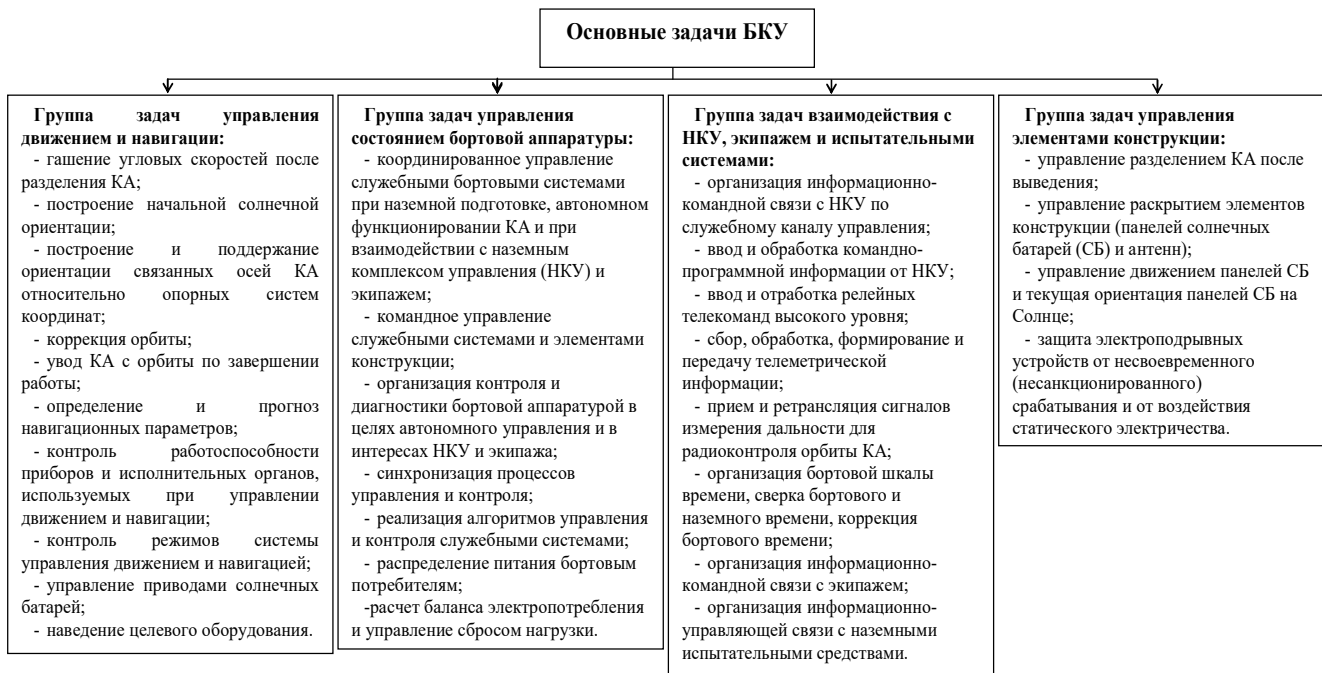 Основные задачи БКУ
Группа задач управления
движением и навигации:
- гашение угловых скоростей после
разделения КА;
- построение начальной солнечной
ориентации;
- построение и поддержание
ориентации связанных осей КА
относительно опорных систем
координат;
- коррекция орбиты;
- увод КА с орбиты по завершении
работы;
- определение и прогноз
навигационных параметров;
- контроль работоспособности
приборов и исполнительных органов,
используемых при управлении
движением и навигации;
- контроль режимов системы
управления движением и навигацией;
- управление приводами солнечных
батарей;
- наведение целевого оборудования.
Группа задач управления
состоянием бортовой аппаратуры:
- координированное управление
служебными бортовыми системами
при наземной подготовке, автономном
функционировании КА и при
взаимодействии с наземным
комплексом управления (НКУ) и
экипажем;
- командное управление
служебными системами и элементами
конструкции;
- организация контроля и
диагностики бортовой аппаратурой в
целях автономного управления и в
интересах НКУ и экипажа;
- синхронизация процессов
управления и контроля;
- реализация алгоритмов управления
и контроля служебными системами;
- распределение питания бортовым
потребителям;
-расчет баланса электропотребления
и управление сбросом нагрузки.
Группа задач взаимодействия с
НКУ, экипажем и испытательными
системами:
- организация информационно-
командной связи с НКУ по
служебному каналу управления;
- ввод и обработка командно-
программной информации от НКУ;
- ввод и отработка релейных
телекоманд высокого уровня;
- сбор, обработка, формирование и
передачу телеметрической
информации;
- прием и ретрансляция сигналов
измерения дальности для
радиоконтроля орбиты КА;
- организация бортовой шкалы
времени, сверка бортового и
наземного времени, коррекция
бортового времени;
- организация информационно-
командной связи с экипажем;
- организация информационно-
управляющей связи с наземными
испытательными средствами.
Группа задач управления
элементами конструкции:
- управление разделением КА после
выведения;
- управление раскрытием элементов
конструкции (панелей солнечных
батарей (СБ) и антенн);
- управление движением панелей СБ
и текущая ориентация панелей СБ на
Солнце;
- защита электроподрывных
устройств от несвоевременного
(несанкционированного)
срабатывания и от воздействия
статического электричества.